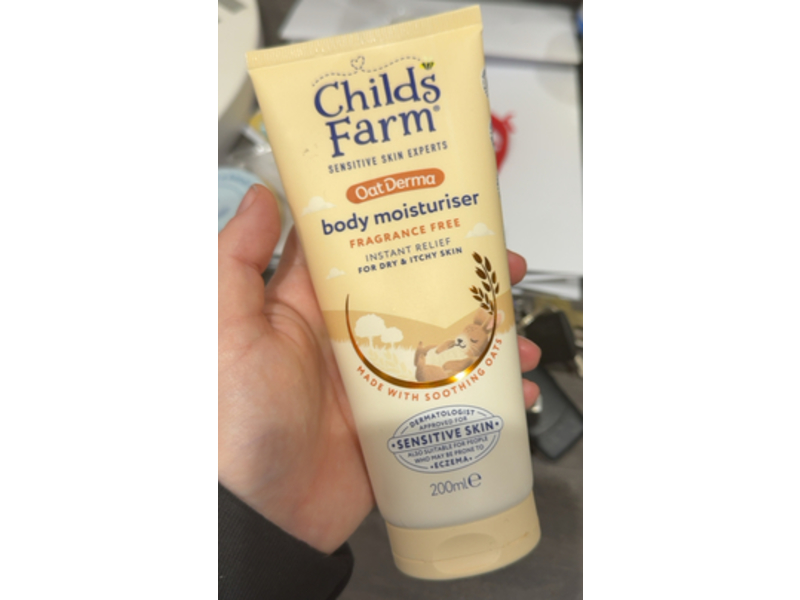 Childs
Farm®
SENSITIVE SKIN EXPERTS
OatDerma
body moisturiser
FRAGRANCE FREE
INSTANT RELIEF
FOR DRY & ITCHY SKIN
MADE WITH SOOTHING OATS
DERMATOLOGIST
APPROVED FOR
•SENSITIVE SKIN•
ALSO SUITABLE FOR PEOPLE
WHO MAY BE PRONE TO
•ECZEMA•
200ml℮